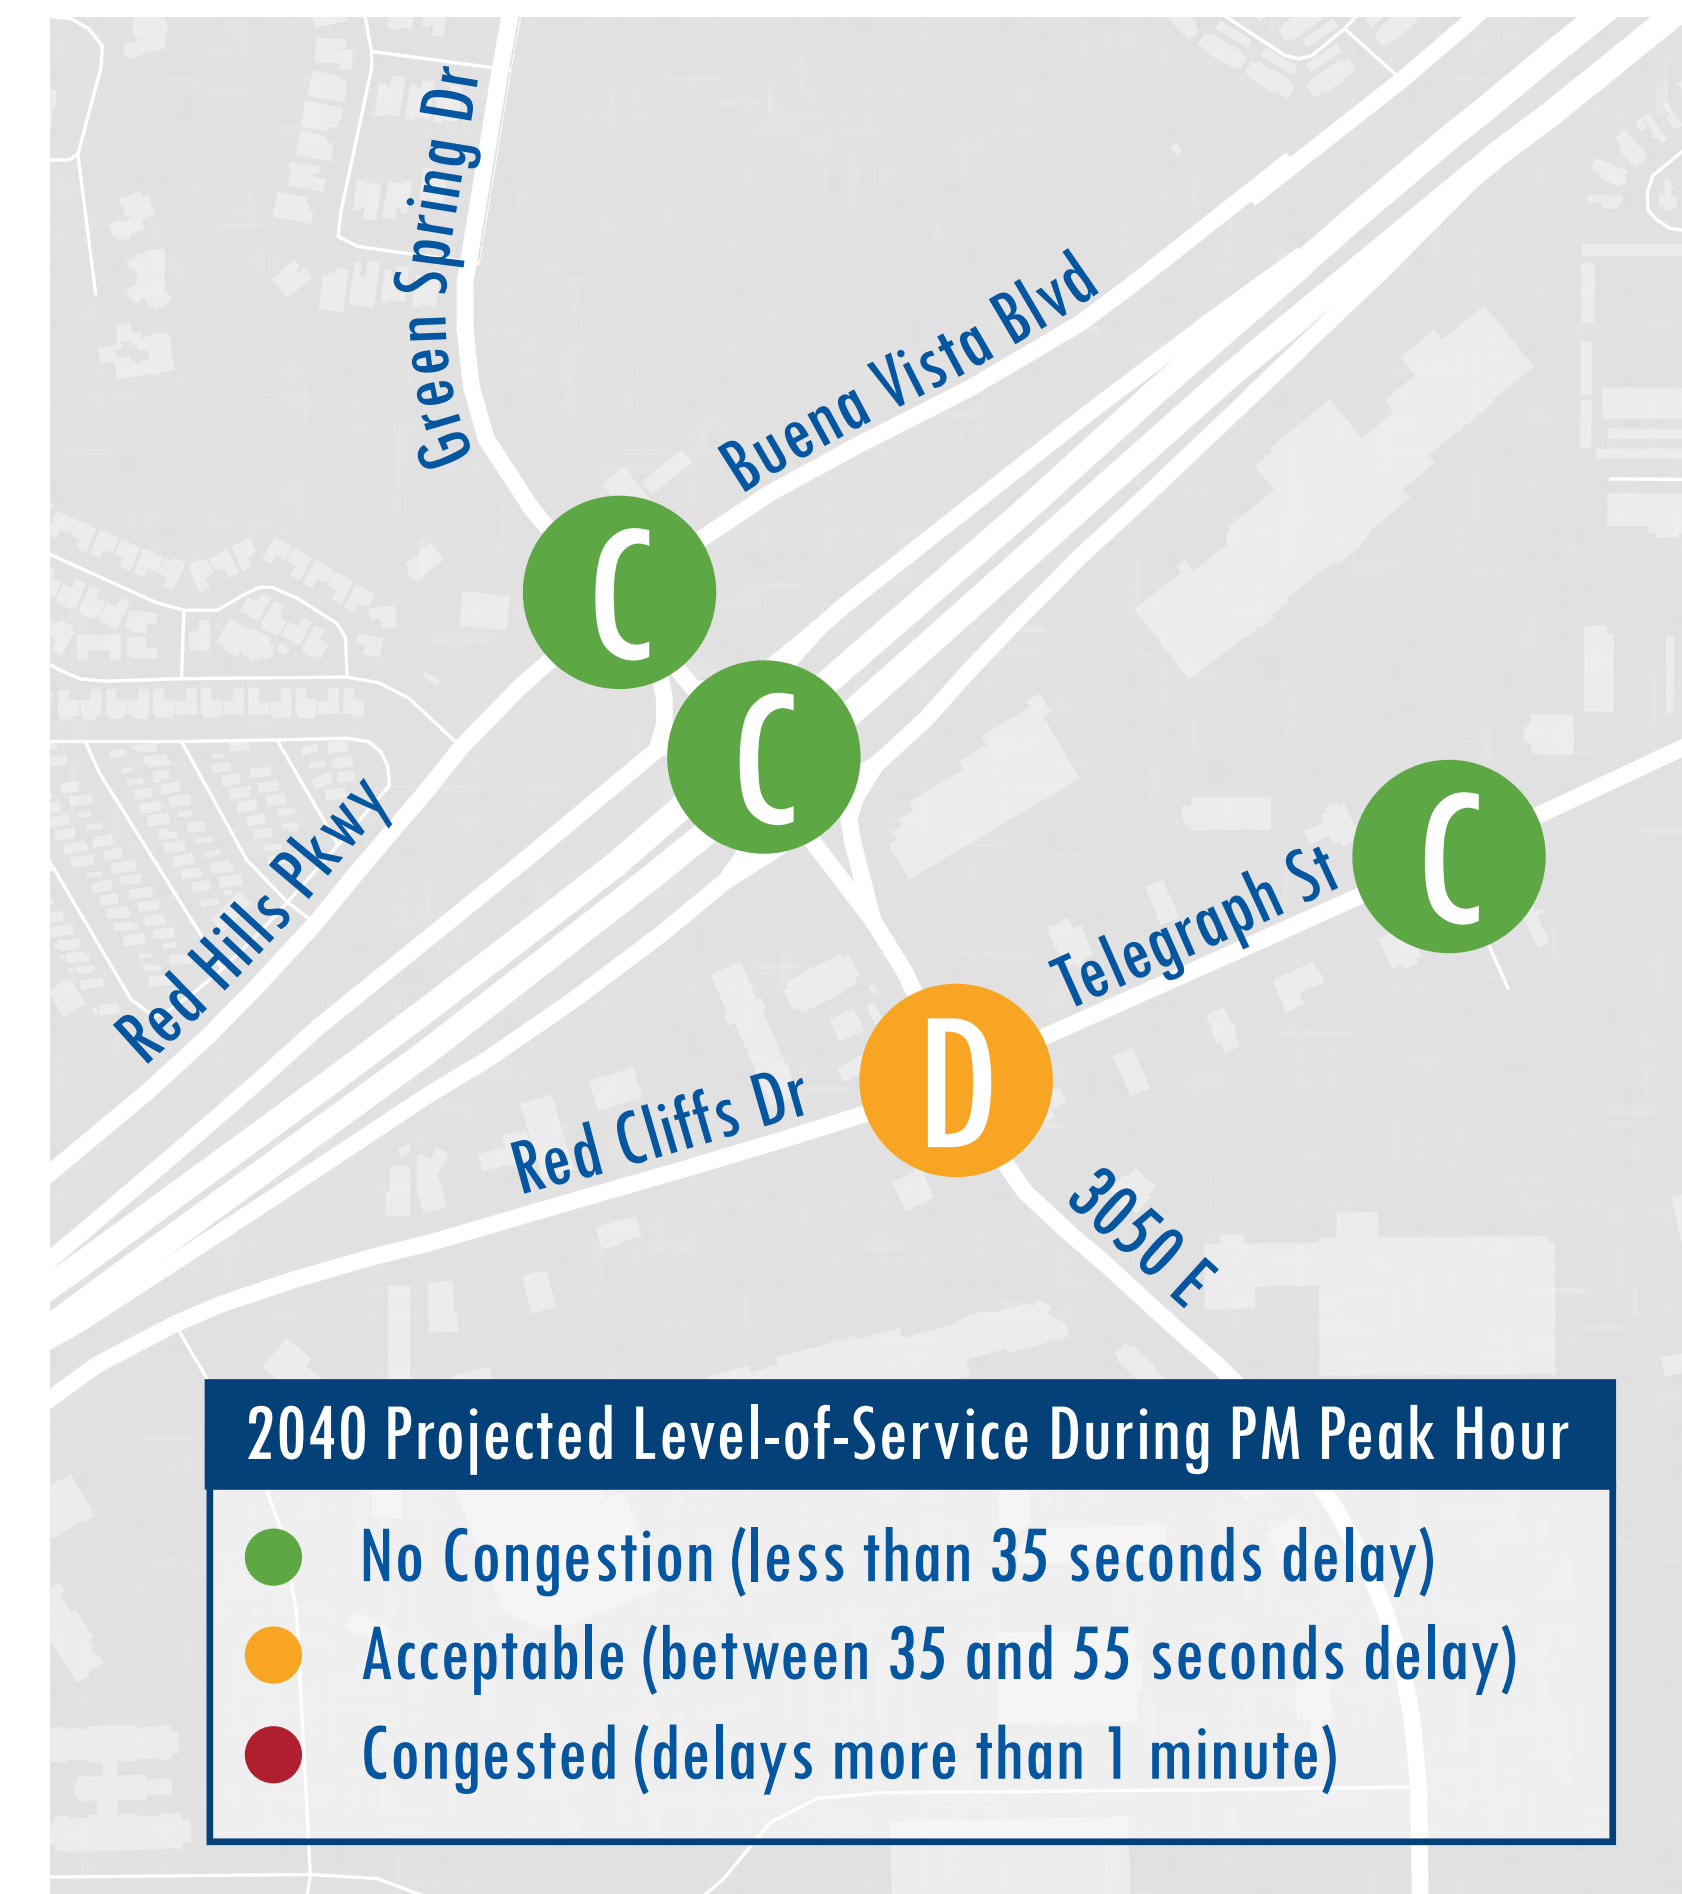 Green Spring Dr
Buena Vista Blvd
C
C
Red Hills Pkwy
C
Telegraph St
D
Red Cliffs Dr
3050 E
2040 Projected Level-of-Service During PM Peak Hour
No Congestion (less than 35 seconds delay)
Acceptable (between 35 and 55 seconds delay)
Congested (delays more than 1 minute)